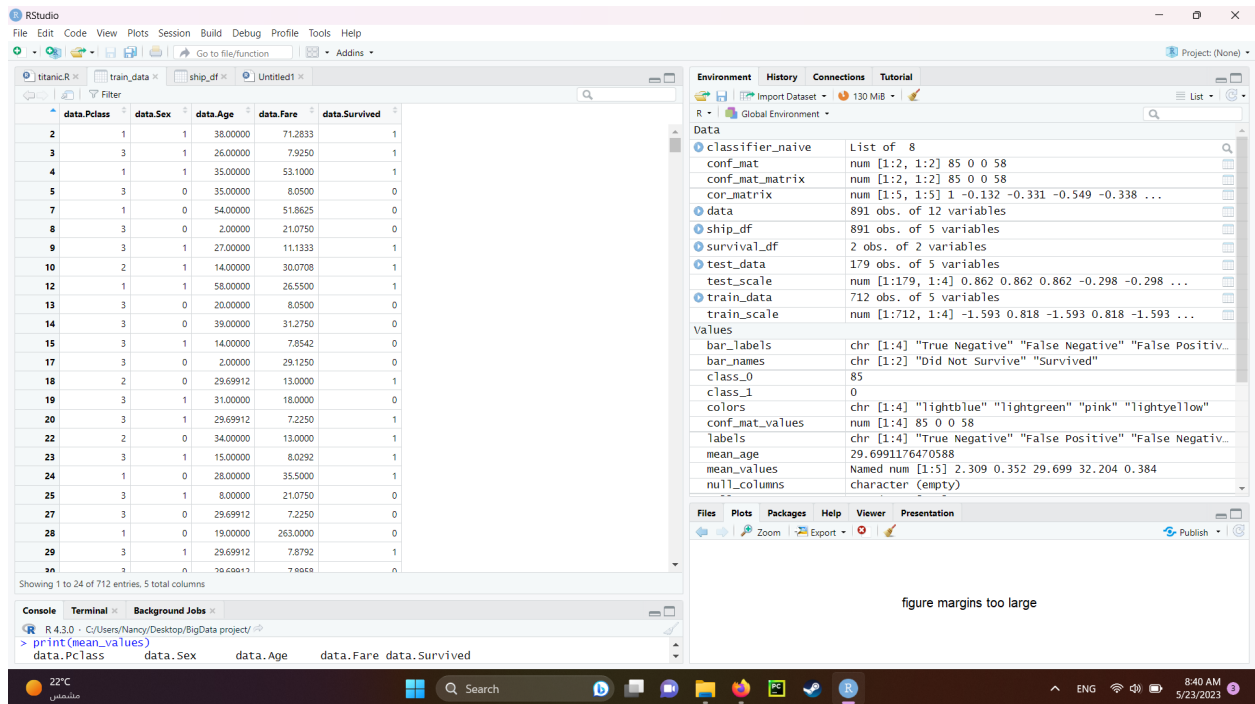 RStudio
File Edit Code View Plots Session Build Debug Profile Tools Help
Go to file/function Addins Project: (None)
titanic.R train_data ship_df Untitled1
Filter
data.Pclass data.Sex data.Age data.Fare data.Survived
2 1 1 38.00000 71.2833 1
3 3 1 26.00000 7.9250 1
4 1 1 35.00000 53.1000 1
5 3 0 35.00000 8.0500 0
7 1 0 54.00000 51.8625 0
8 3 0 2.00000 21.0750 0
9 3 1 27.00000 11.1333 1
10 2 1 14.00000 30.0708 1
12 1 1 58.00000 26.5500 1
13 3 0 20.00000 8.0500 0
14 3 0 39.00000 31.2750 0
15 3 1 14.00000 7.8542 0
17 3 0 2.00000 29.1250 0
18 2 0 29.69912 13.0000 1
19 3 1 31.00000 18.0000 0
20 3 1 29.69912 7.2250 1
22 2 0 34.00000 13.0000 1
23 3 1 15.00000 8.0292 1
24 1 0 28.00000 35.5000 1
25 3 1 8.00000 21.0750 0
27 3 0 29.69912 7.2250 0
28 1 0 19.00000 263.0000 0
29 3 1 29.69912 7.8792 1
30 3 0 29.69912 7.8958 0
Showing 1 to 24 of 712 entries, 5 total columns
Console Terminal Background Jobs
R 4.3.0 · C:/Users/Nancy/Desktop/BigData project/
> print(mean_values)
data.Pclass data.Sex data.Age data.Fare data.Survived
Environment History Connections Tutorial
Import Dataset 130 MiB List
R Global Environment
Data
classifier_naive List of 8
conf_mat num [1:2, 1:2] 85 0 0 58
conf_mat_matrix num [1:2, 1:2] 85 0 0 58
cor_matrix num [1:5, 1:5] 1 -0.132 -0.331 -0.549 -0.338 ...
data 891 obs. of 12 variables
ship_df 891 obs. of 5 variables
survival_df 2 obs. of 2 variables
test_data 179 obs. of 5 variables
test_scale num [1:179, 1:4] 0.862 0.862 0.862 -0.298 -0.298 ...
train_data 712 obs. of 5 variables
train_scale num [1:712, 1:4] -1.593 0.818 -1.593 0.818 -1.593 ...
Values
bar_labels chr [1:4] "True Negative" "False Negative" "False Positiv…
bar_names chr [1:2] "Did Not Survive" "Survived"
class_0 85
class_1 0
colors chr [1:4] "lightblue" "lightgreen" "pink" "lightyellow"
conf_mat_values num [1:4] 85 0 0 58
labels chr [1:4] "True Negative" "False Positive" "False Negativ…
mean_age 29.6991176470588
mean_values Named num [1:5] 2.309 0.352 29.699 32.204 0.384
null_columns character (empty)
Files Plots Packages Help Viewer Presentation
Zoom Export Publish
figure margins too large
22°C
مشمس
Search
PC
ENG
8:40 AM
5/23/2023
3